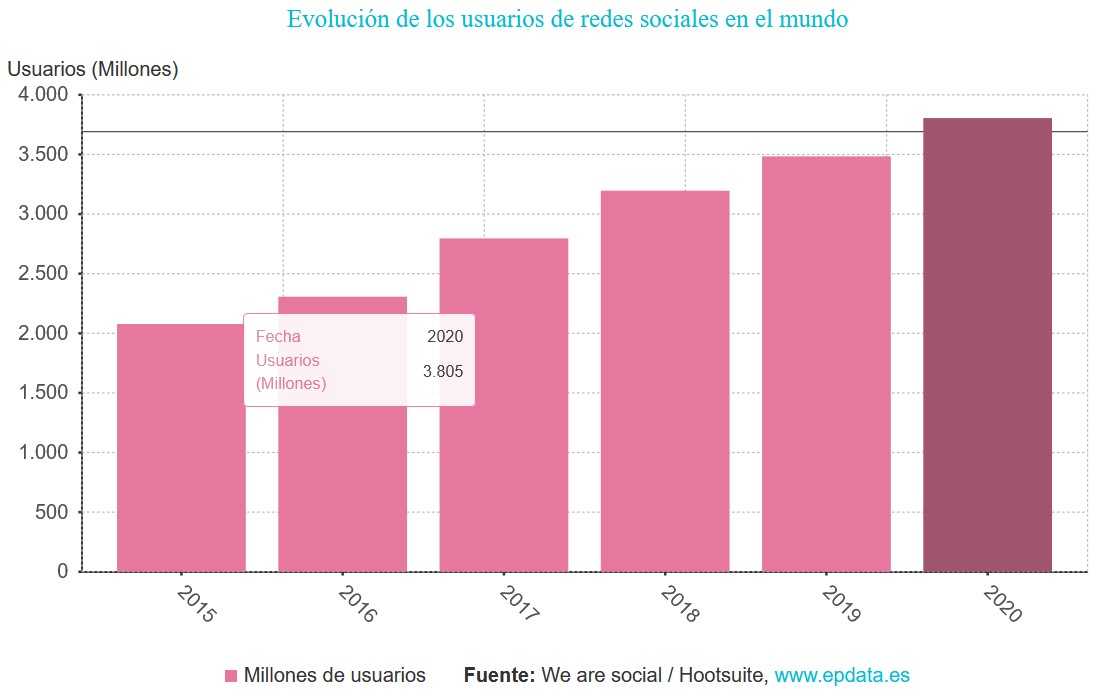 Evolución de los usuarios de redes sociales en el mundo
Usuarios (Millones)
4.000
3.500
3.000
2.500
2.000
1.500
1.000
500
0
Fecha 2020
Usuarios
(Millones) 3.805
2015 2016 2017 2018 2019 2020
Millones de usuarios Fuente: We are social / Hootsuite, www.epdata.es